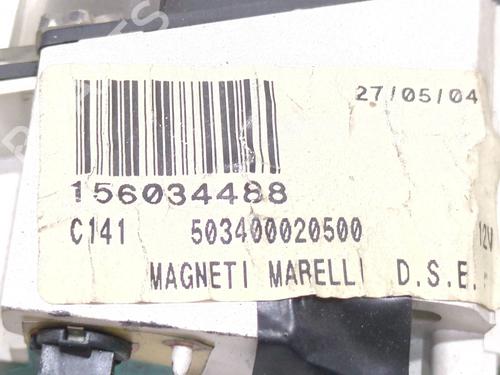 27/05/04
156034488
C141 503400020500
12V
MAGNETI MARELLI D.S.E.